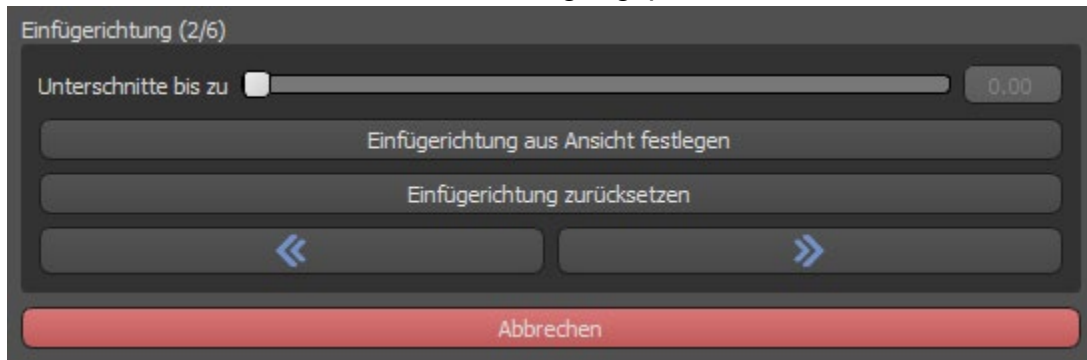 Einfügerichtung (2/6)
Unterschnitte bis zu 0.00
Einfügerichtung aus Ansicht festlegen
Einfügerichtung zurücksetzen
Abbrechen